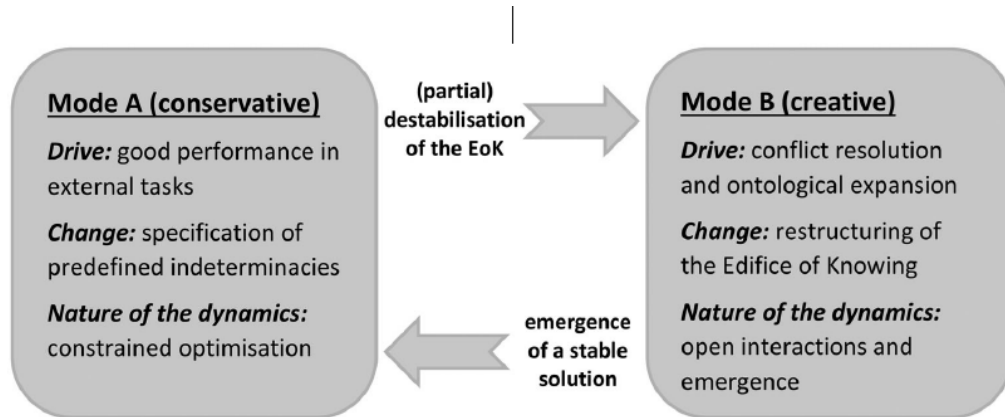 Mode A (conservative)
Drive: good performance in
external tasks
Change: specification of
predefined indeterminacies
Nature of the dynamics:
constrained optimisation
(partial)
destabilisation
of the EoK
emergence
of a stable
solution
Mode B (creative)
Drive: conflict resolution
and ontological expansion
Change: restructuring of
the Edifice of Knowing
Nature of the dynamics:
open interactions and
emergence